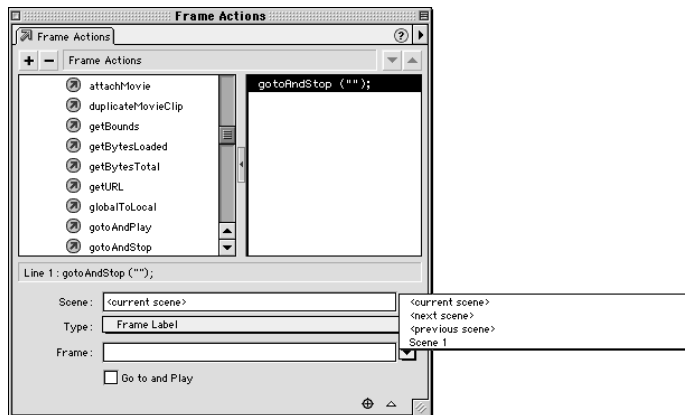 Frame Actions
Frame Actions
?
+ − Frame Actions
attachMovie
duplicateMovieClip
getBounds
getBytesLoaded
getBytesTotal
getURL
globalToLocal
gotoAndPlay
gotoAndStop
gotoAndStop ("");
Line 1 : gotoAndStop ("");
Scene: <current scene>
Type: Frame Label
Frame:
Go to and Play
<current scene>
<next scene>
<previous scene>
Scene 1